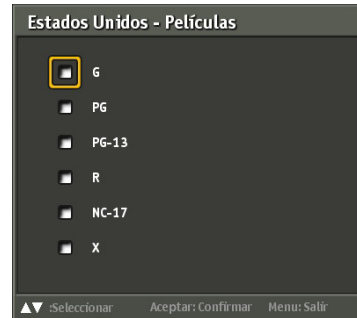 Estados Unidos - Películas
G
PG
PG-13
R
NC-17
X
▲▼ :Seleccionar Aceptar: Confirmar Menu: Salir